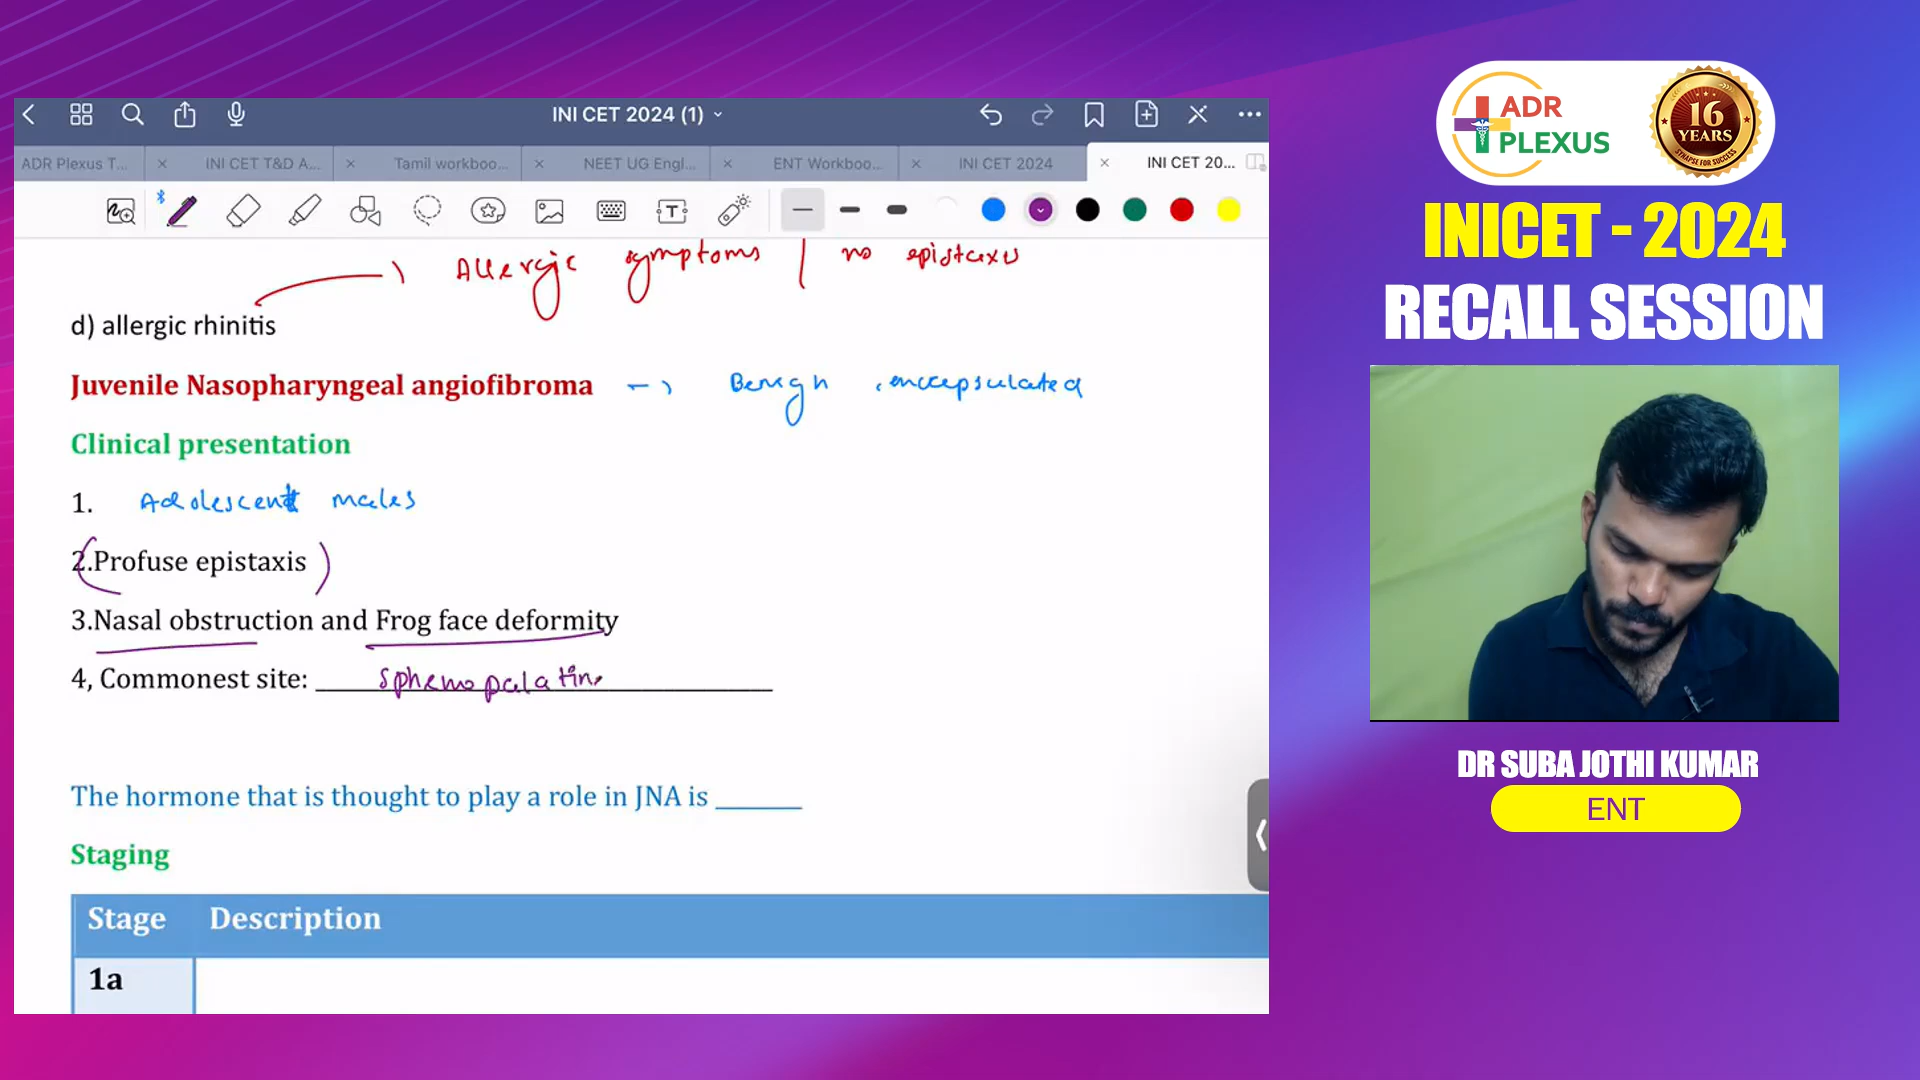 INI CET 2024 (1)
ADR Plexus T... INI CET T&D A... Tamil workboo... NEET UG Engl... ENT Workboo... INI CET 2024 INI CET 20...
Allergic symptoms no epistaxis
d) allergic rhinitis
Juvenile Nasopharyngeal angiofibroma Benign, encapsulated
Clinical presentation
1. Adolescent males
2.Profuse epistaxis
3.Nasal obstruction and Frog face deformity
4, Commonest site: Sphenopalatine
The hormone that is thought to play a role in JNA is ______
Staging
Stage Description
1a
ADR PLEXUS
16 YEARS
SYNAPSE FOR SUCCESS
INICET - 2024
RECALL SESSION
DR SUBA JOTHI KUMAR
ENT